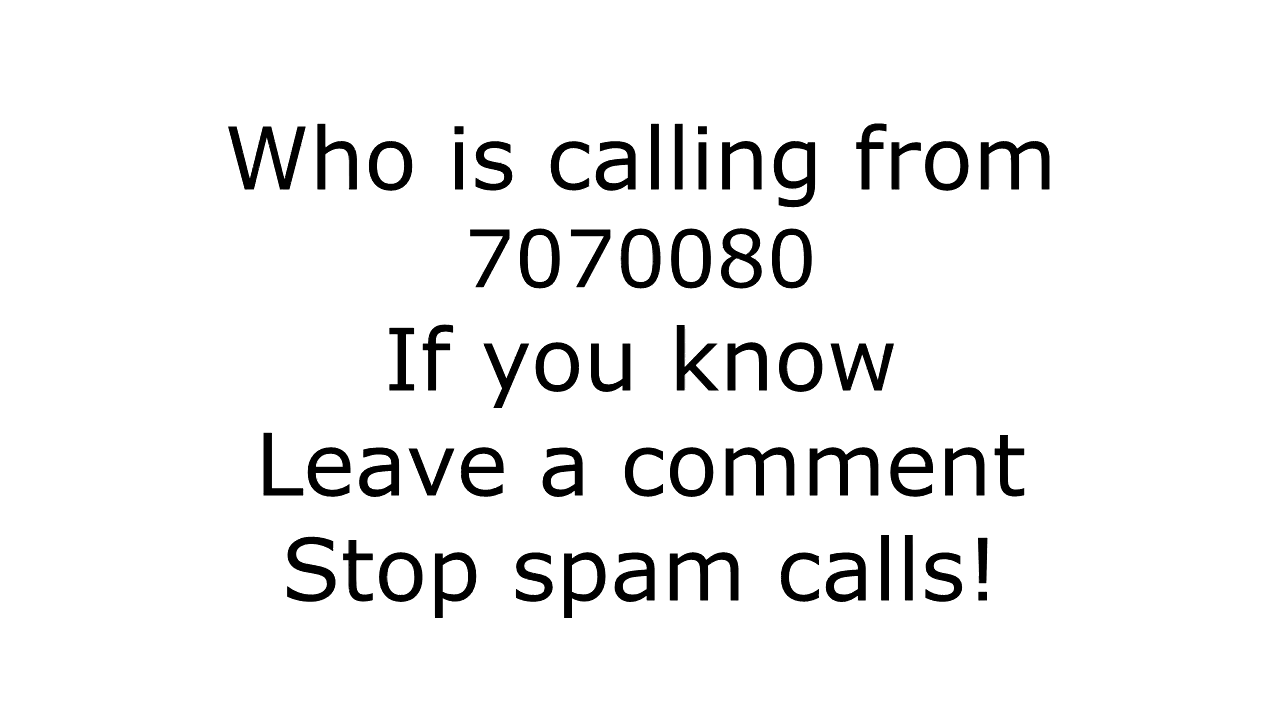 Who is calling from
7070080
If you know
Leave a comment
Stop spam calls!